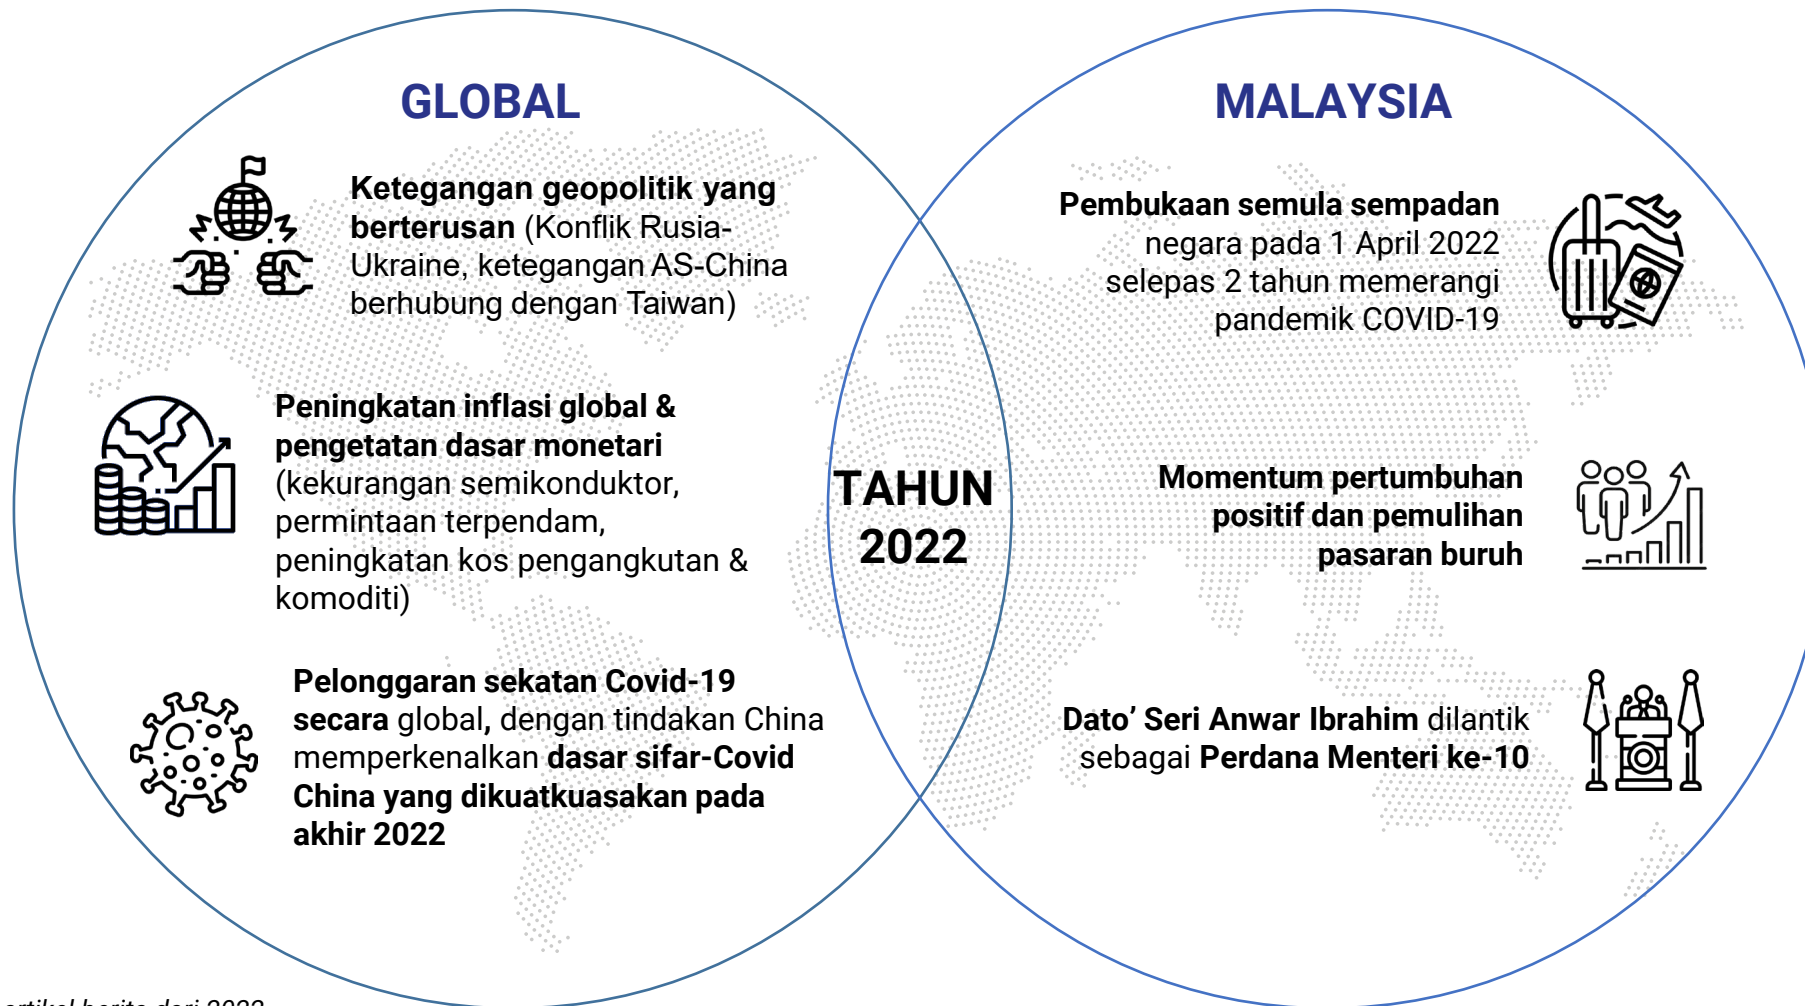 GLOBAL
Ketegangan geopolitik yang
berterusan (Konflik Rusia-
Ukraine, ketegangan AS-China
berhubung dengan Taiwan)
Peningkatan inflasi global &
pengetatan dasar monetari
(kekurangan semikonduktor,
permintaan terpendam,
peningkatan kos pengangkutan &
komoditi)
Pelonggaran sekatan Covid-19
secara global, dengan tindakan China
memperkenalkan dasar sifar-Covid
China yang dikuatkuasakan pada
akhir 2022
TAHUN
2022
MALAYSIA
Pembukaan semula sempadan
negara pada 1 April 2022
selepas 2 tahun memerangi
pandemik COVID-19
Momentum pertumbuhan
positif dan pemulihan
pasaran buruh
Dato’ Seri Anwar Ibrahim dilantik
sebagai Perdana Menteri ke-10
artikel berita dari 2022